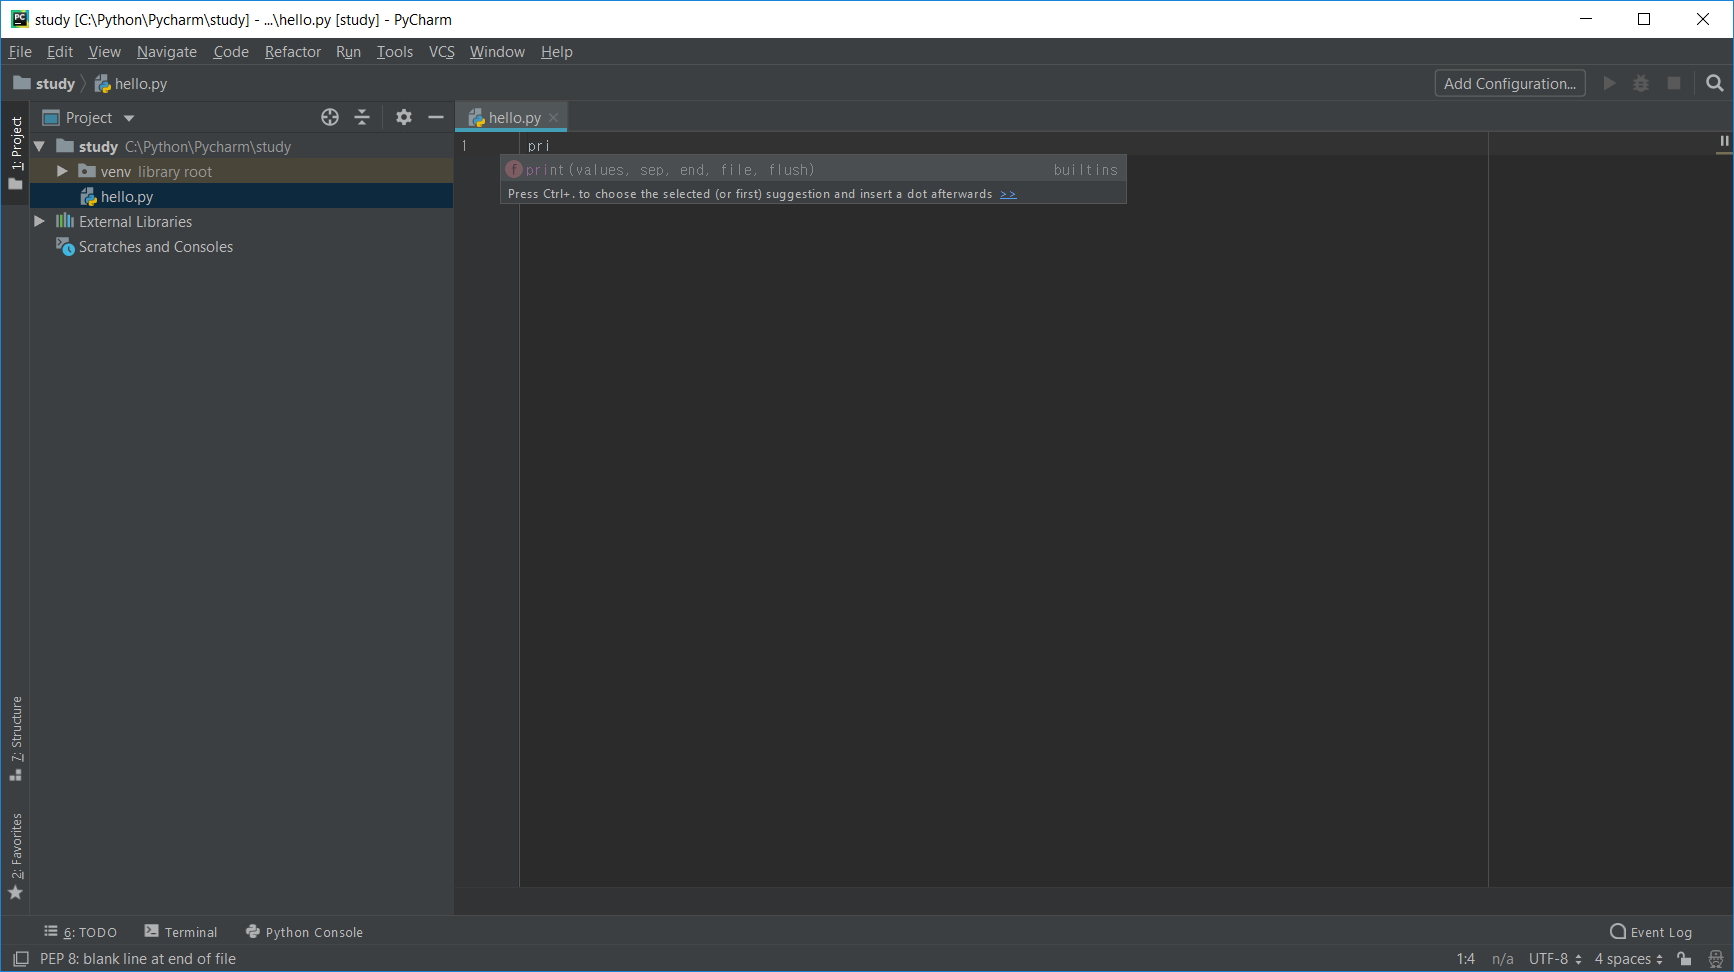 study [C:\Python\Pycharm\study] - ...\hello.py [study] - PyCharm
File Edit View Navigate Code Refactor Run Tools VCS Window Help
study hello.py Add Configuration...
Project hello.py
1: Project
study C:\Python\Pycharm\study
venv library root
hello.py
External Libraries
Scratches and Consoles
1 pri
f print(values, sep, end, file, flush) builtins
Press Ctrl+. to choose the selected (or first) suggestion and insert a dot afterwards >>
7: Structure
2: Favorites
6: TODO Terminal Python Console Event Log
PEP 8: blank line at end of file 1:4 n/a UTF-8 4 spaces